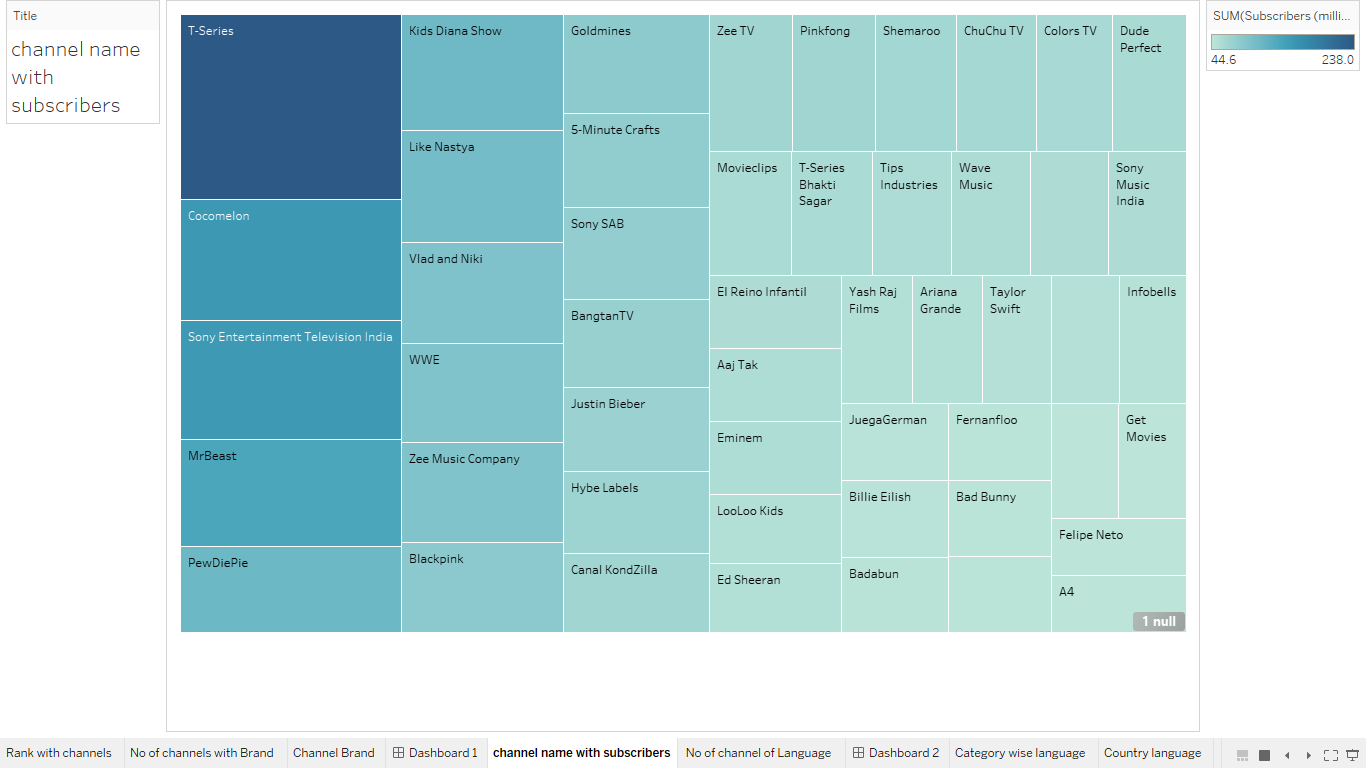 Title
channel name
with
subscribers
T-Series
Cocomelon
Sony Entertainment Television India
MrBeast
PewDiePie
Kids Diana Show
Like Nastya
Vlad and Niki
WWE
Zee Music Company
Blackpink
Goldmines
5-Minute Crafts
Sony SAB
BangtanTV
Justin Bieber
Hybe Labels
Canal KondZilla
Zee TV
Pinkfong
Shemaroo
ChuChu TV
Colors TV
Dude
Perfect
Movieclips
T-Series
Bhakti
Sagar
Tips
Industries
Wave
Music
Sony
Music
India
El Reino Infantil
Aaj Tak
Eminem
LooLoo Kids
Ed Sheeran
Yash Raj
Films
Ariana
Grande
Taylor
Swift
Infobells
JuegaGerman
Fernanfloo
Billie Eilish
Bad Bunny
Badabun
Get
Movies
Felipe Neto
A4
1 null
SUM(Subscribers (milli...
44.6 238.0
Rank with channels No of channels with Brand Channel Brand Dashboard 1 channel name with subscribers No of channel of Language Dashboard 2 Category wise language Country language